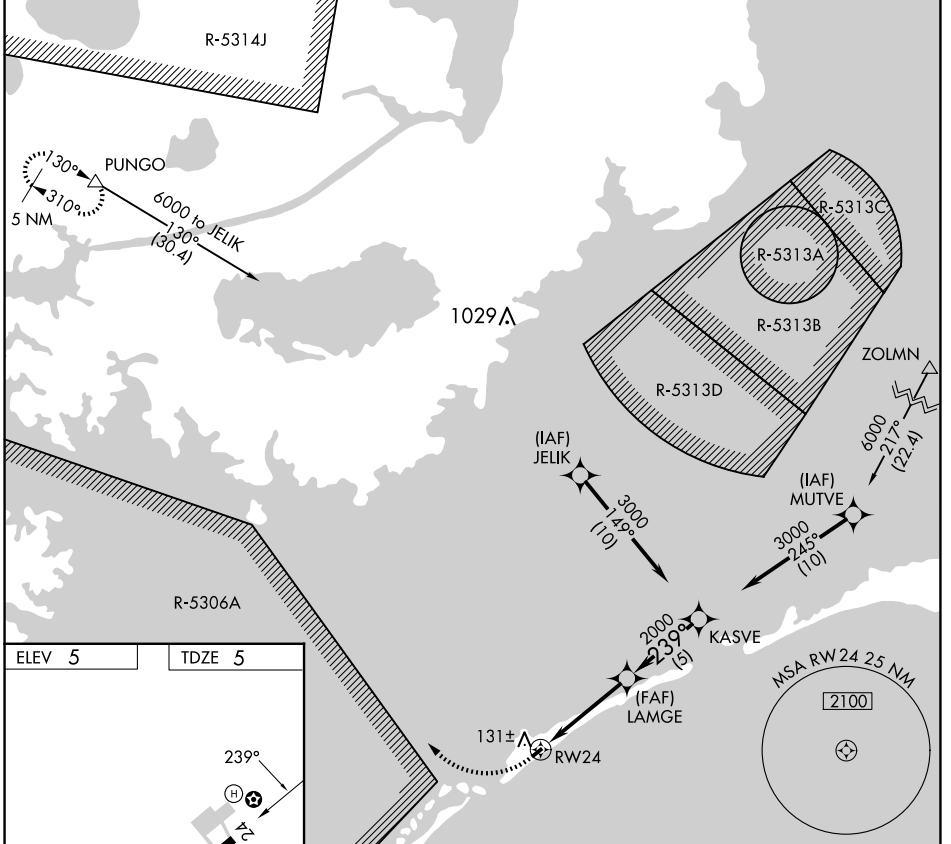 R-5314J
130°
PUNGO
310°
5 NM
6000 to JELIK
130°
(30.4)
1029
R-5313C
R-5313A
R-5313B
R-5313D
ZOLMN
6000
217°
(22.4)
(IAF)
JELIK
3000
149°
(10)
(IAF)
MUTVE
3000
245°
(10)
R-5306A
KASVE
2000
239°
(5)
(FAF)
LAMGE
131±
RW24
MSA RW24 25 NM
2100
ELEV 5
TDZE 5
239°
H
24